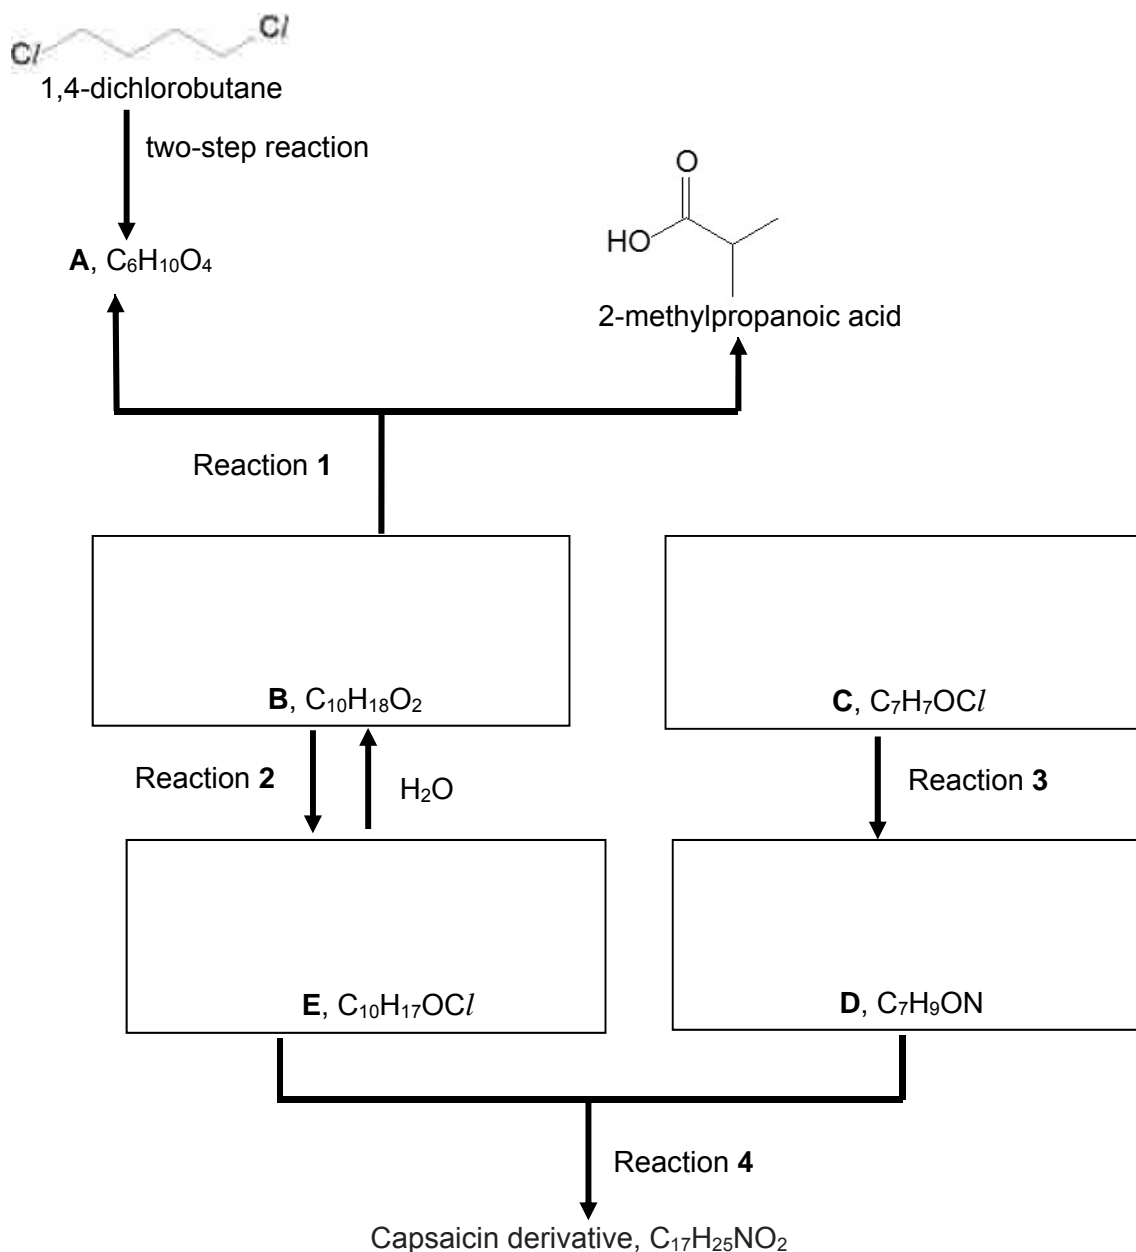 Cl
Cl
1,4-dichlorobutane
two-step reaction
A, C₆H₁₀O₄
O
HO
2-methylpropanoic acid
Reaction 1
B, C₁₀H₁₈O₂
C, C₇H₇OCl
Reaction 2
H₂O
Reaction 3
E, C₁₀H₁₇OCl
D, C₇H₉ON
Reaction 4
Capsaicin derivative, C₁₇H₂₅NO₂